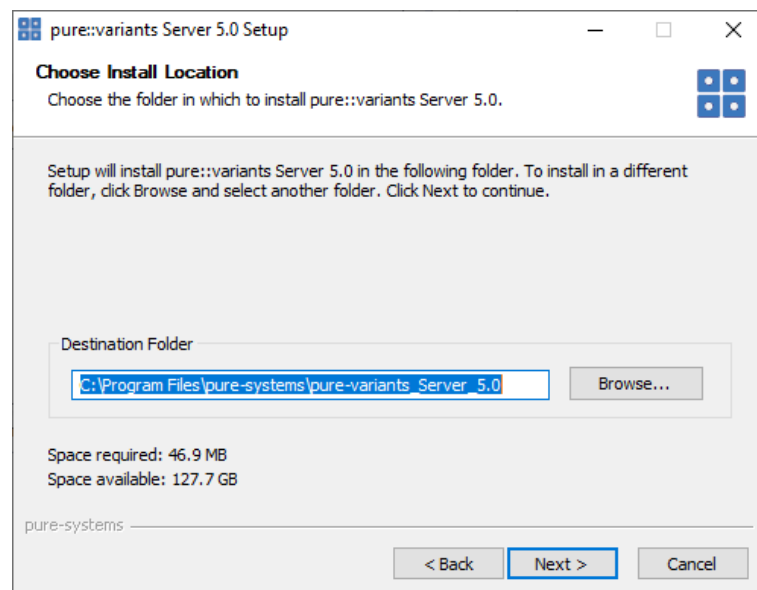 pure::variants Server 5.0 Setup
Choose Install Location
Choose the folder in which to install pure::variants Server 5.0.
Setup will install pure::variants Server 5.0 in the following folder. To install in a different
folder, click Browse and select another folder. Click Next to continue.
Destination Folder
C:\Program Files\pure-systems\pure-variants_Server_5.0
Browse...
Space required: 46.9 MB
Space available: 127.7 GB
pure-systems
< Back
Next >
Cancel